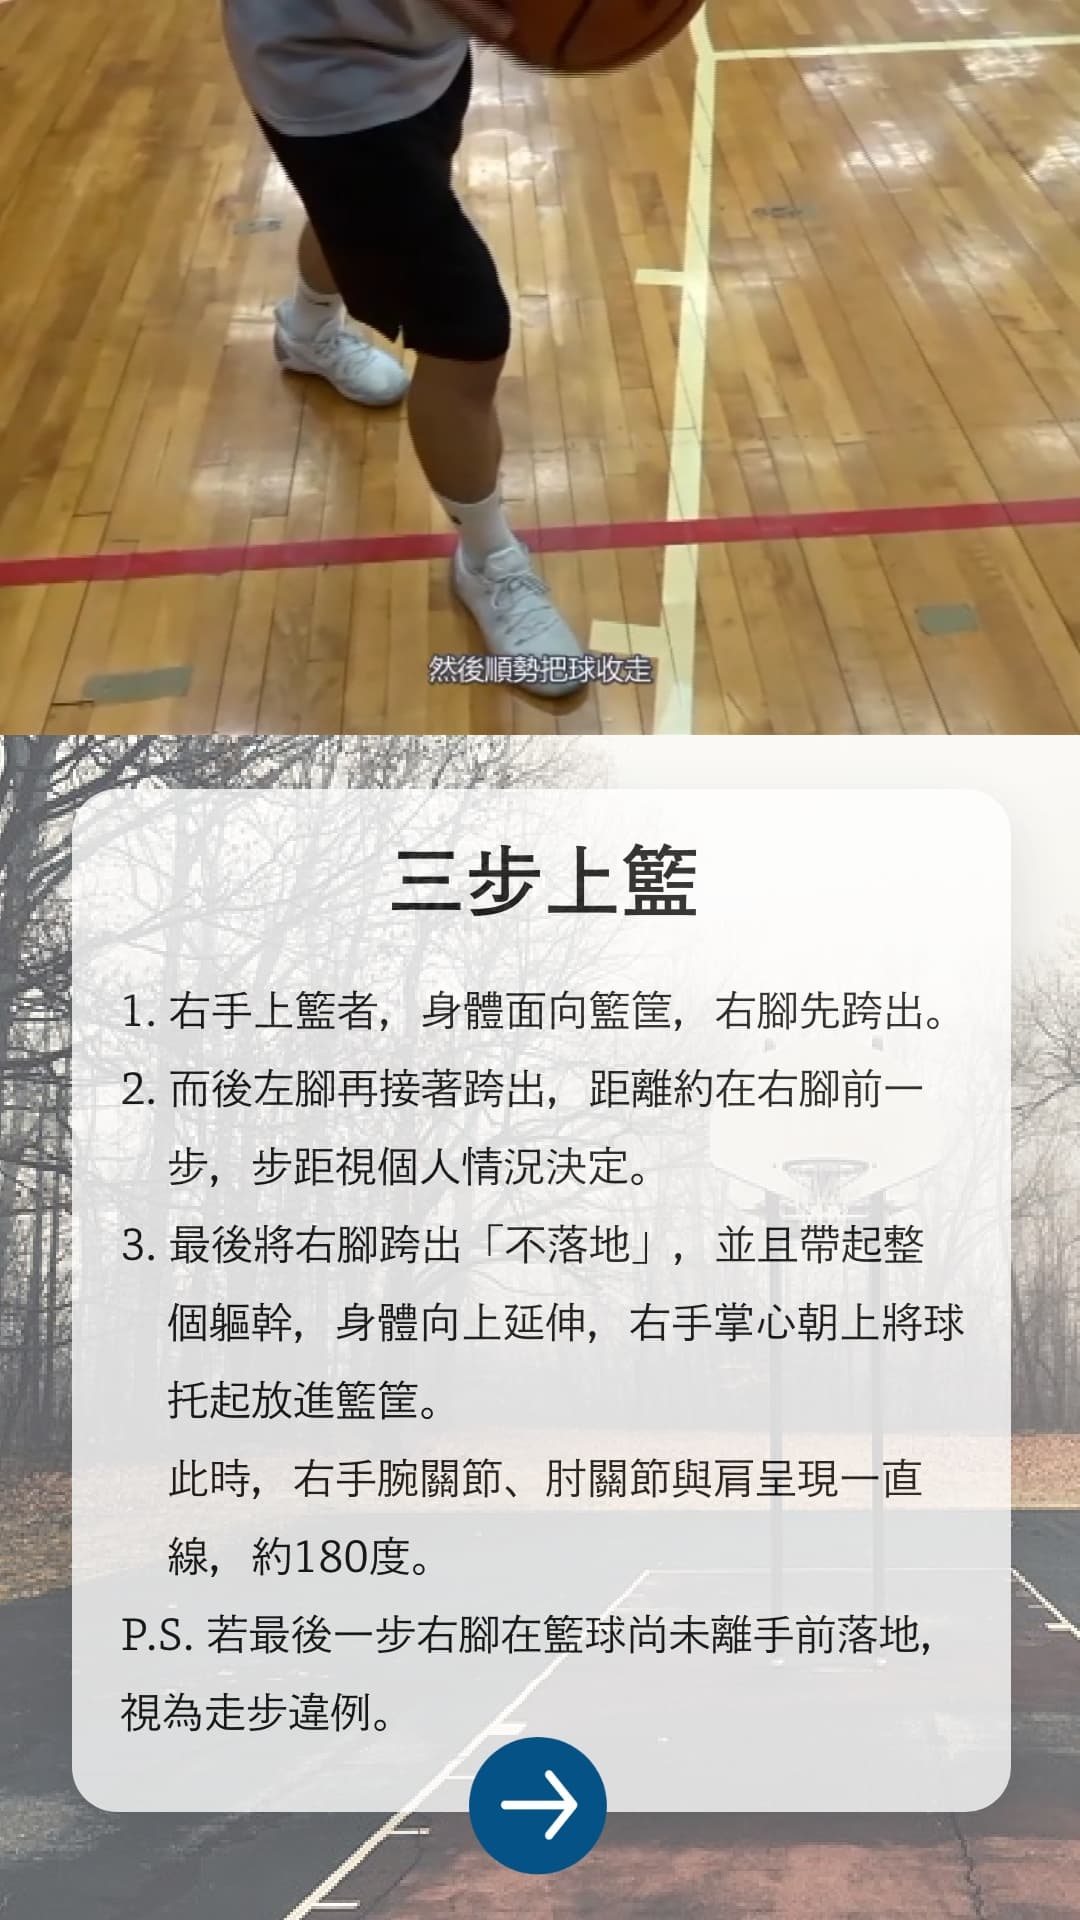 然後順勢把球收走
三步上籃
1. 右手上籃者，身體面向籃筐，右腳先跨出。
2. 而後左腳再接著跨出，距離約在右腳前一
步，步距視個人情況決定。
3. 最後將右腳跨出「不落地」，並且帶起整
個軀幹，身體向上延伸，右手掌心朝上將球
托起放進籃筐。
此時，右手腕關節、肘關節與肩呈現一直
線，約180度。
P.S. 若最後一步右腳在籃球尚未離手前落地，
視為走步違例。